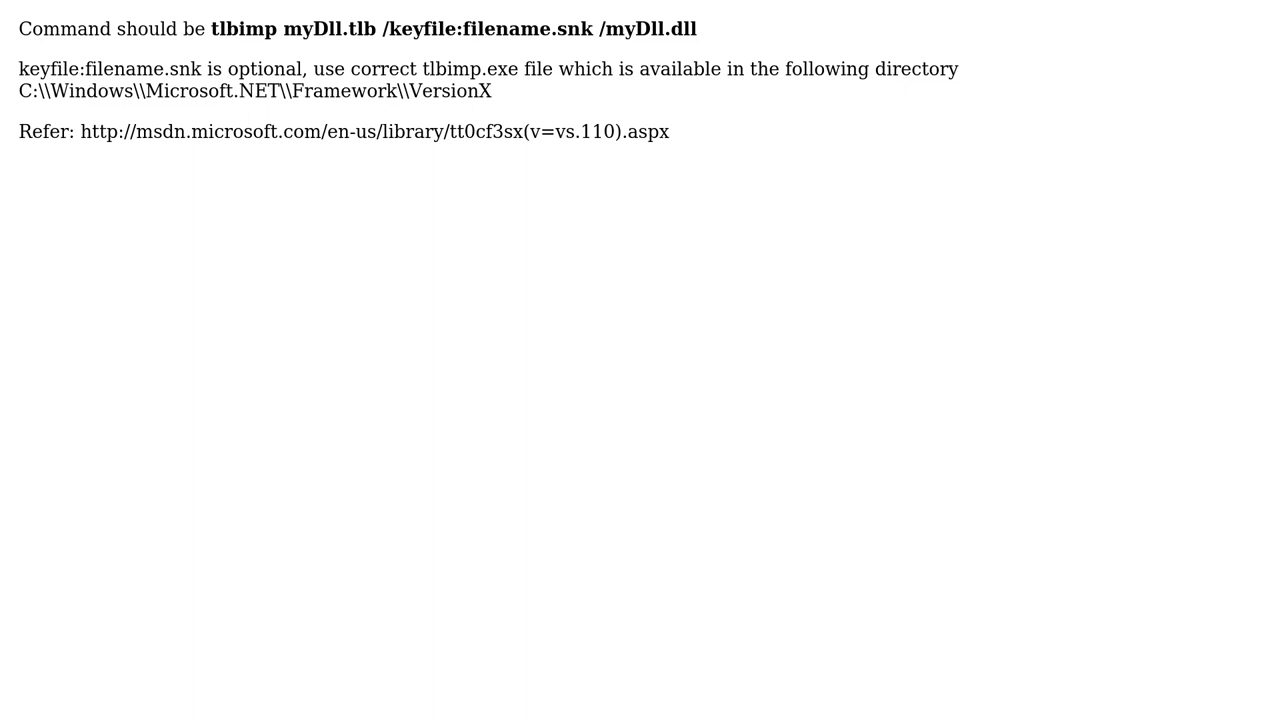 Command should be tlbimp myDll.tlb /keyfile:filename.snk /myDll.dll
keyfile:filename.snk is optional, use correct tlbimp.exe file which is available in the following directory
C:\\Windows\\Microsoft.NET\\Framework\\VersionX
Refer: http://msdn.microsoft.com/en-us/library/tt0cf3sx(v=vs.110).aspx